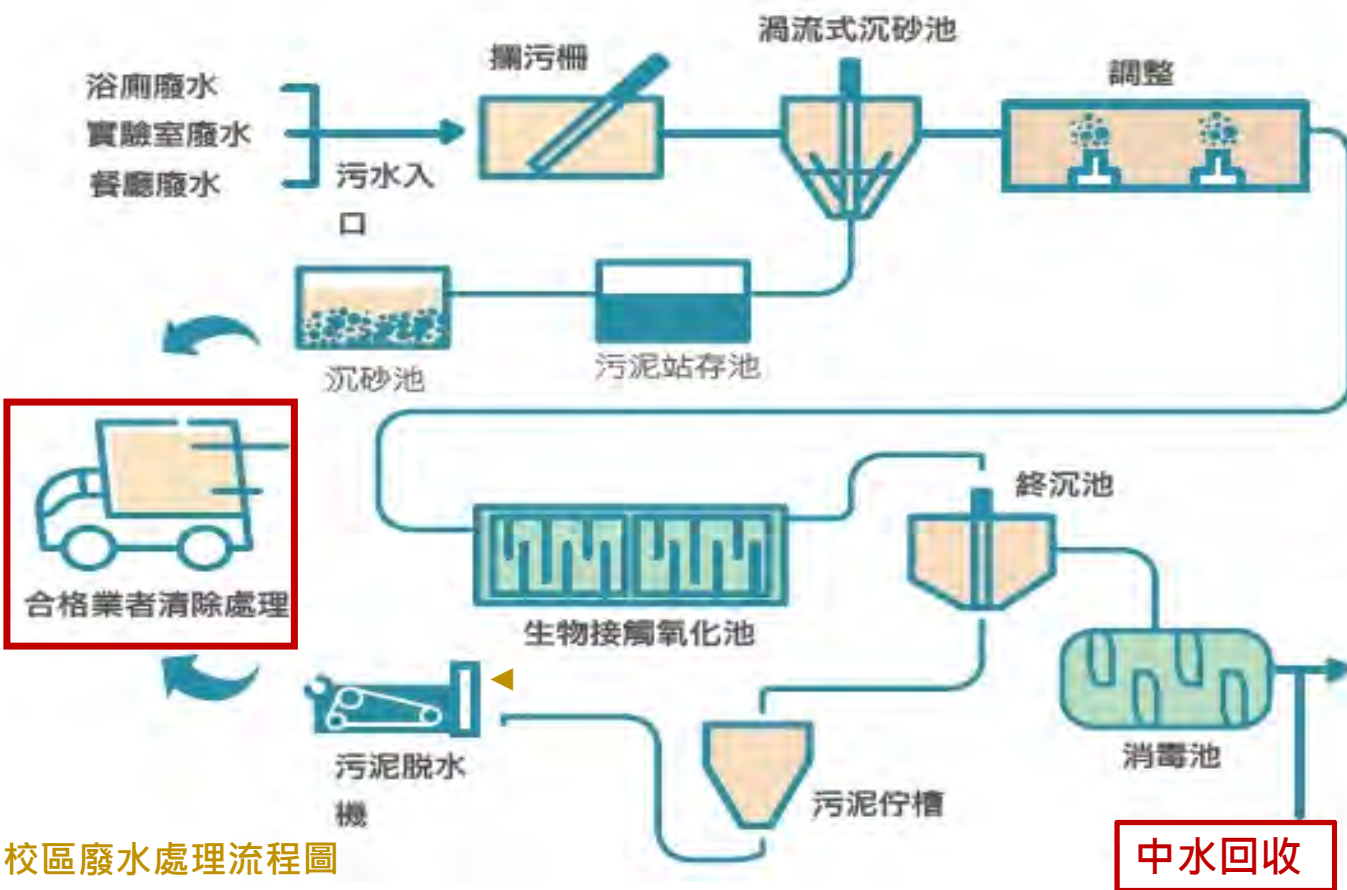 渦流式沉砂池
攔污柵
調整
浴廁廢水
實驗室廢水
餐廳廢水
污水入
口
沉砂池
污泥站存池
終沉池
合格業者清除處理
生物接觸氧化池
污泥脱水
機
消毒池
污泥佇槽
校區廢水處理流程圖
中水回收